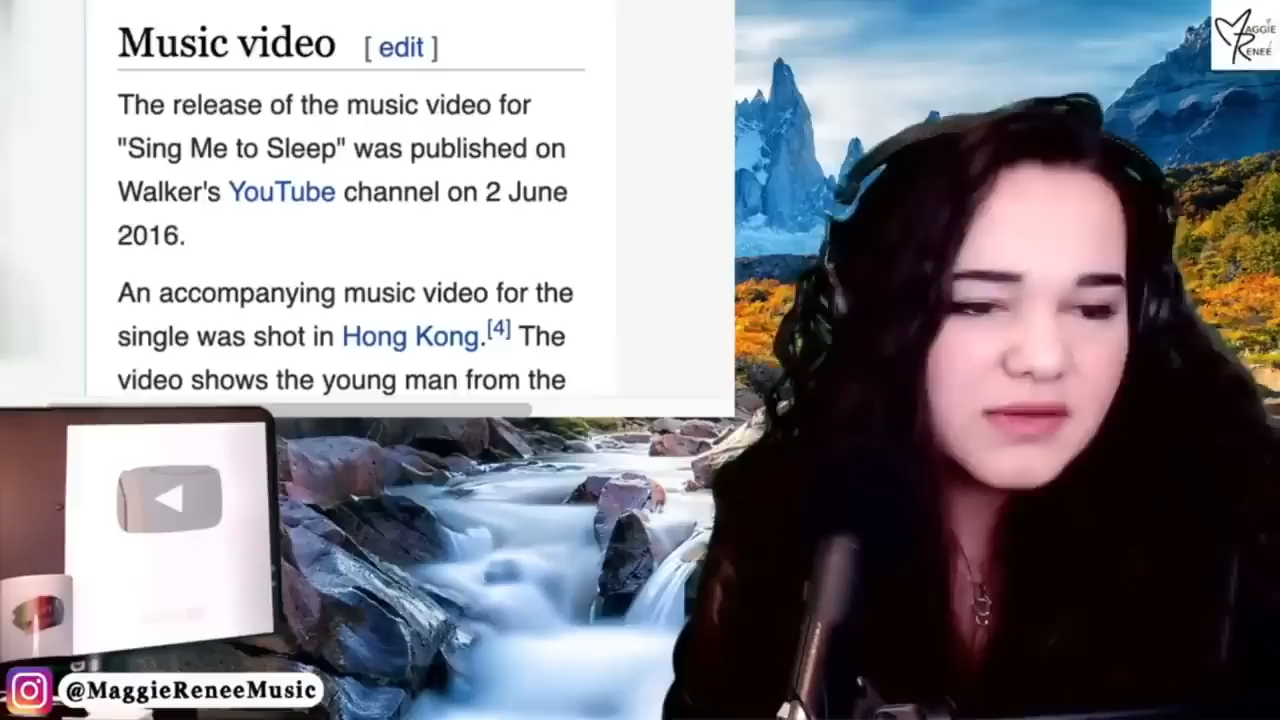 Music video [ edit ]
The release of the music video for
"Sing Me to Sleep" was published on
Walker's YouTube channel on 2 June
2016.
An accompanying music video for the
single was shot in Hong Kong.[4] The
video shows the young man from the
MAGGIE
RENEE
@MaggieReneeMusic